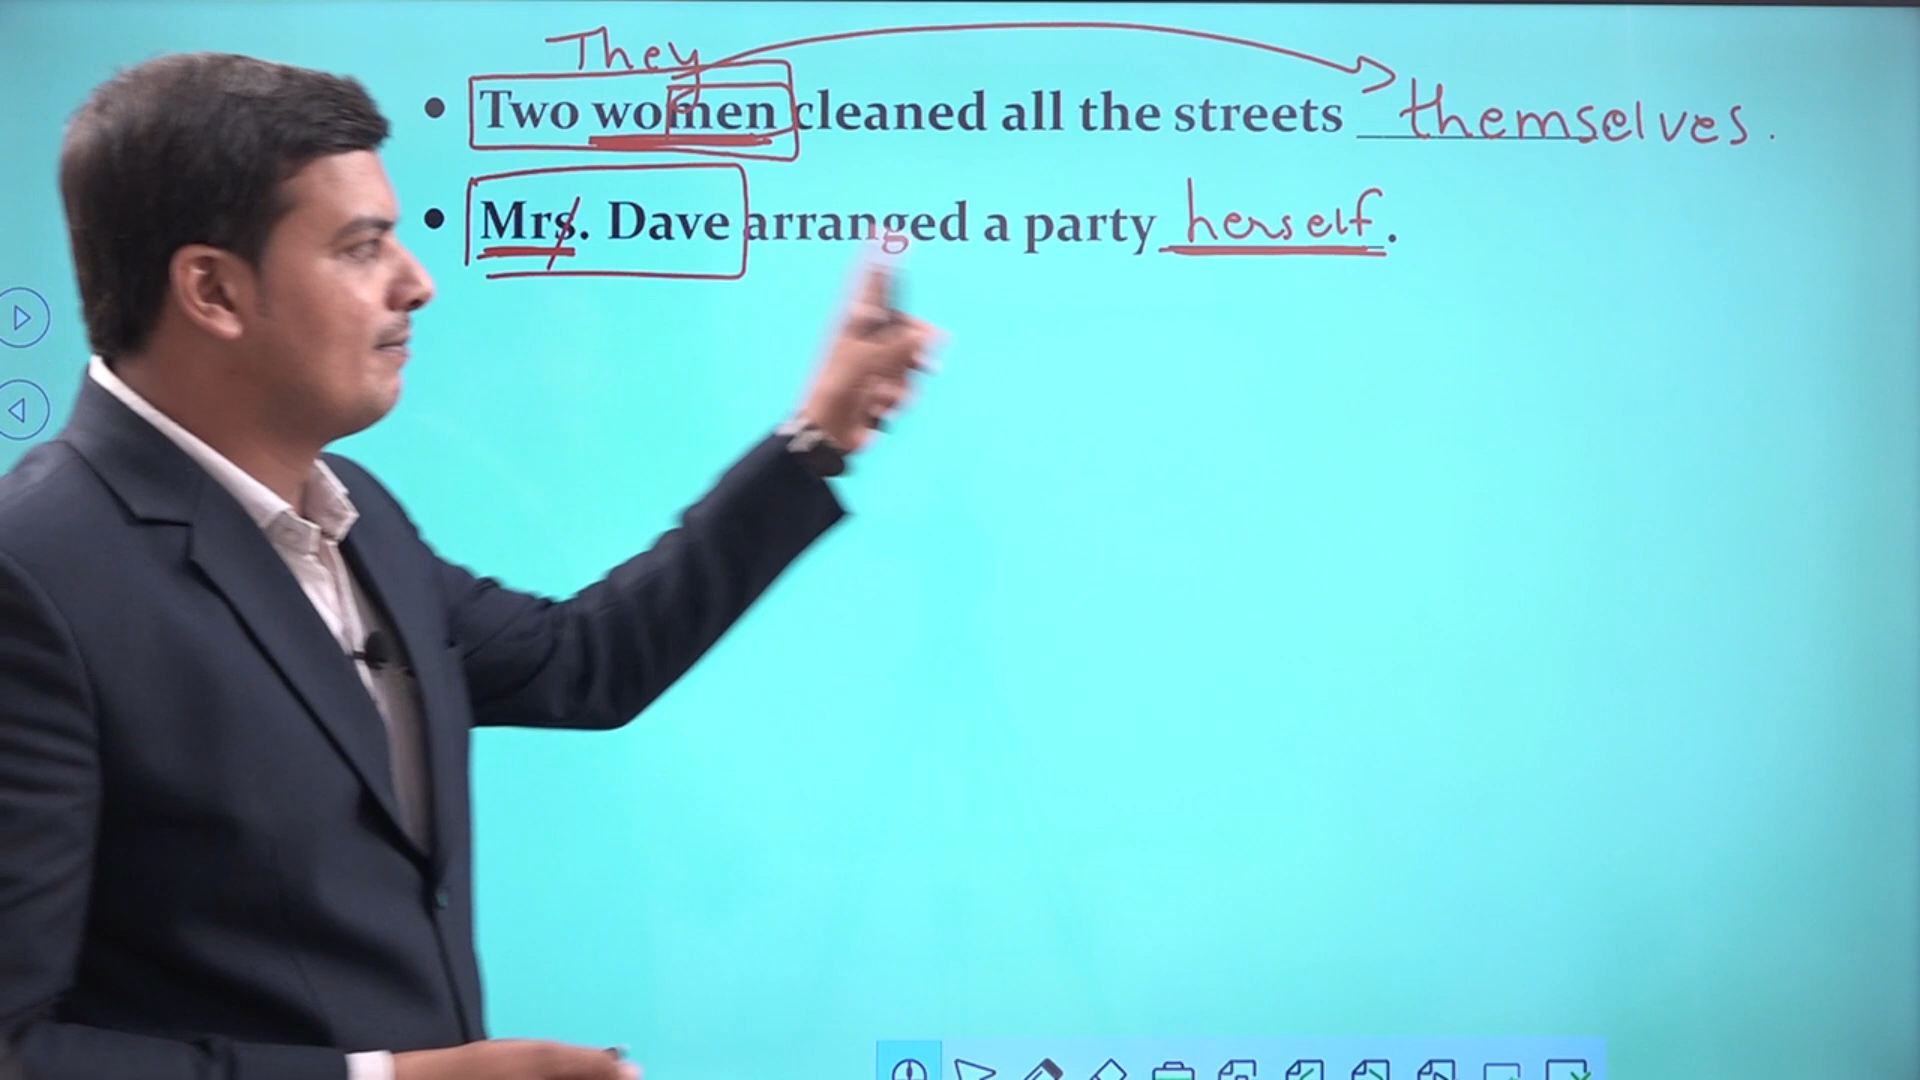 They
• Two women cleaned all the streets themselves.
• Mrs. Dave arranged a party herself.